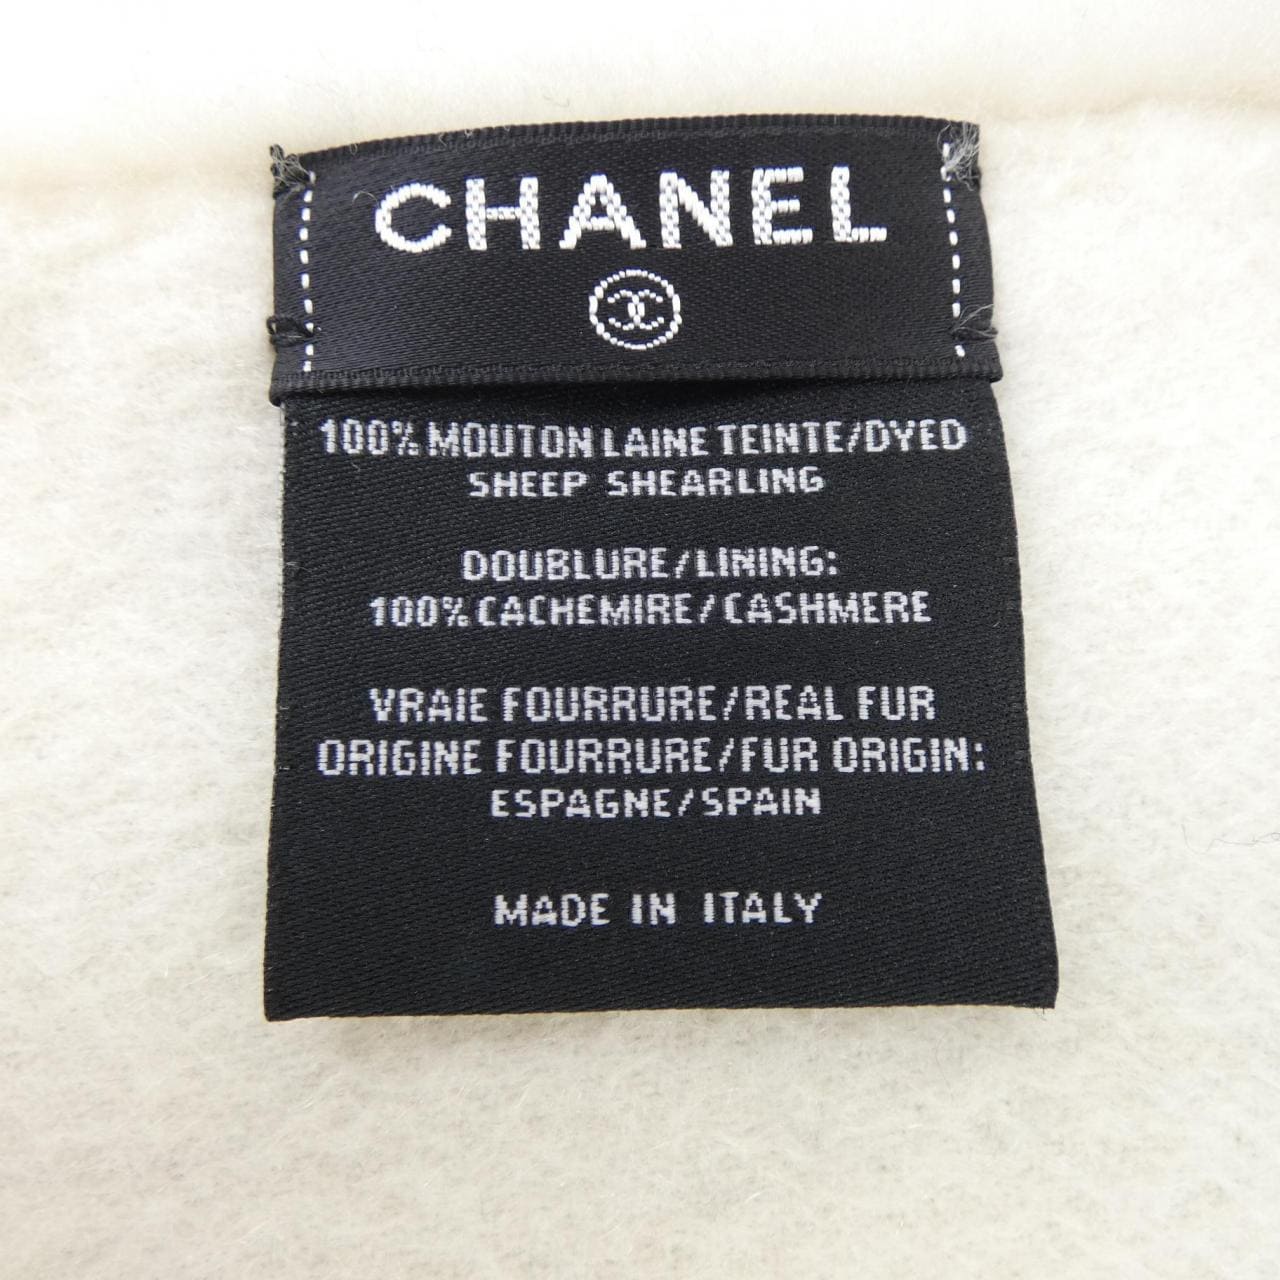 CHANEL
100% MOUTON LAINE TEINTE/DYED
SHEEP SHEARLING
DOUBLURE/LINING:
100% CACHEMIRE/CASHMERE
VRAIE FOURRURE/REAL FUR
ORIGINE FOURRURE/FUR ORIGIN:
ESPAGNE/SPAIN
MADE IN ITALY